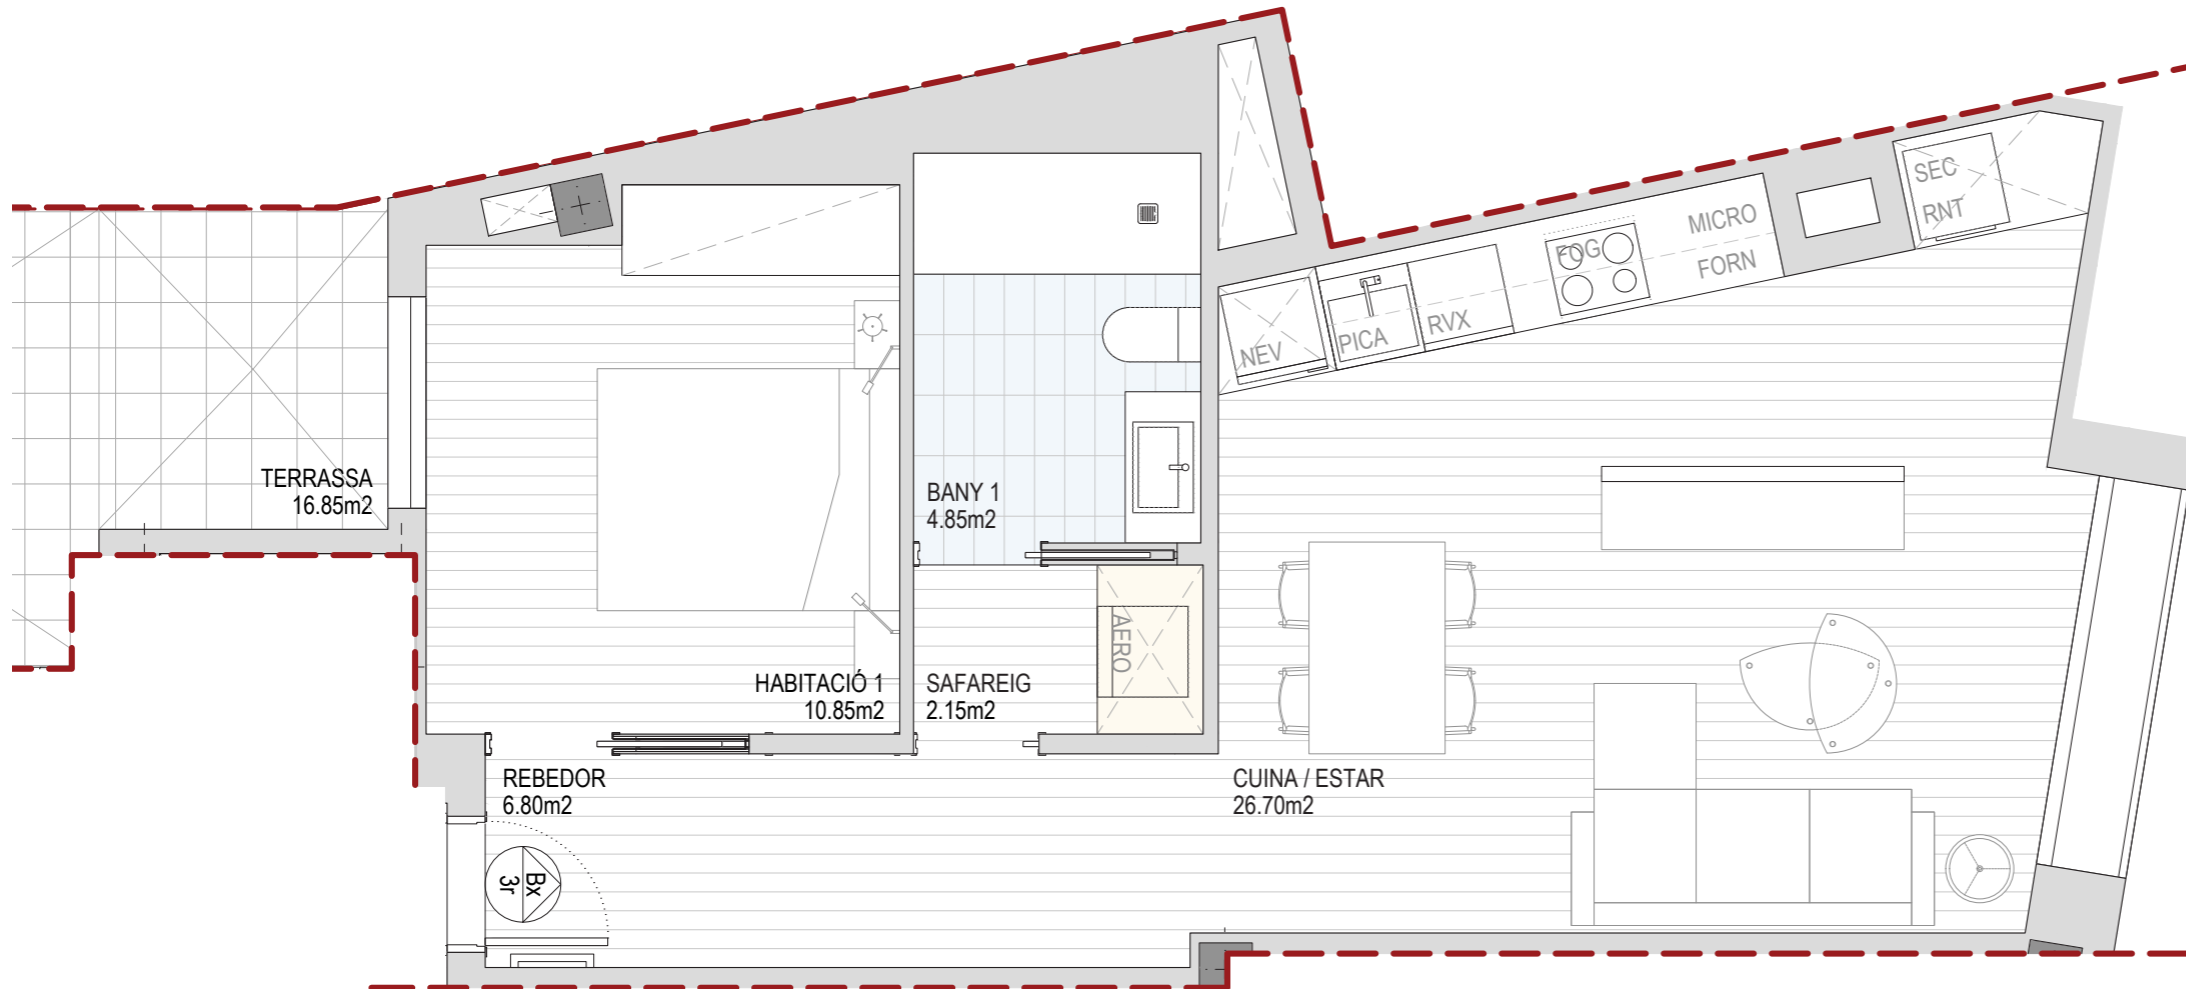 SEC
RNT
MICRO
FORN
FOG
RVX
PICA
NEV
TERRASSA
16.85m2
BANY 1
4.85m2
AERO
HABITACIÓ 1
10.85m2
SAFAREIG
2.15m2
REBEDOR
6.80m2
CUINA / ESTAR
26.70m2
Bx
3r